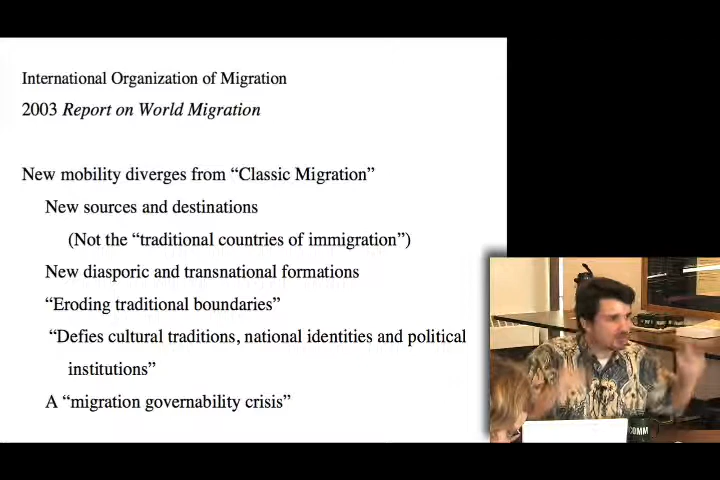 International Organization of Migration
2003 Report on World Migration
New mobility diverges from “Classic Migration”
New sources and destinations
(Not the “traditional countries of immigration”)
New diasporic and transnational formations
“Eroding traditional boundaries”
“Defies cultural traditions, national identities and political
institutions”
A “migration governability crisis”
COMM